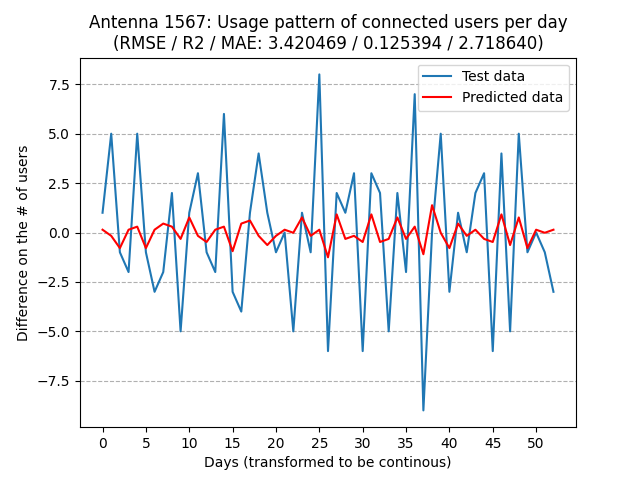 Antenna 1567: Usage pattern of connected users per day
(RMSE / R2 / MAE: 3.420469 / 0.125394 / 2.718640)
Test data
Predicted data
Difference on the # of users
7.5
5.0
2.5
0.0
−2.5
−5.0
−7.5
0 5 10 15 20 25 30 35 40 45 50
Days (transformed to be continous)